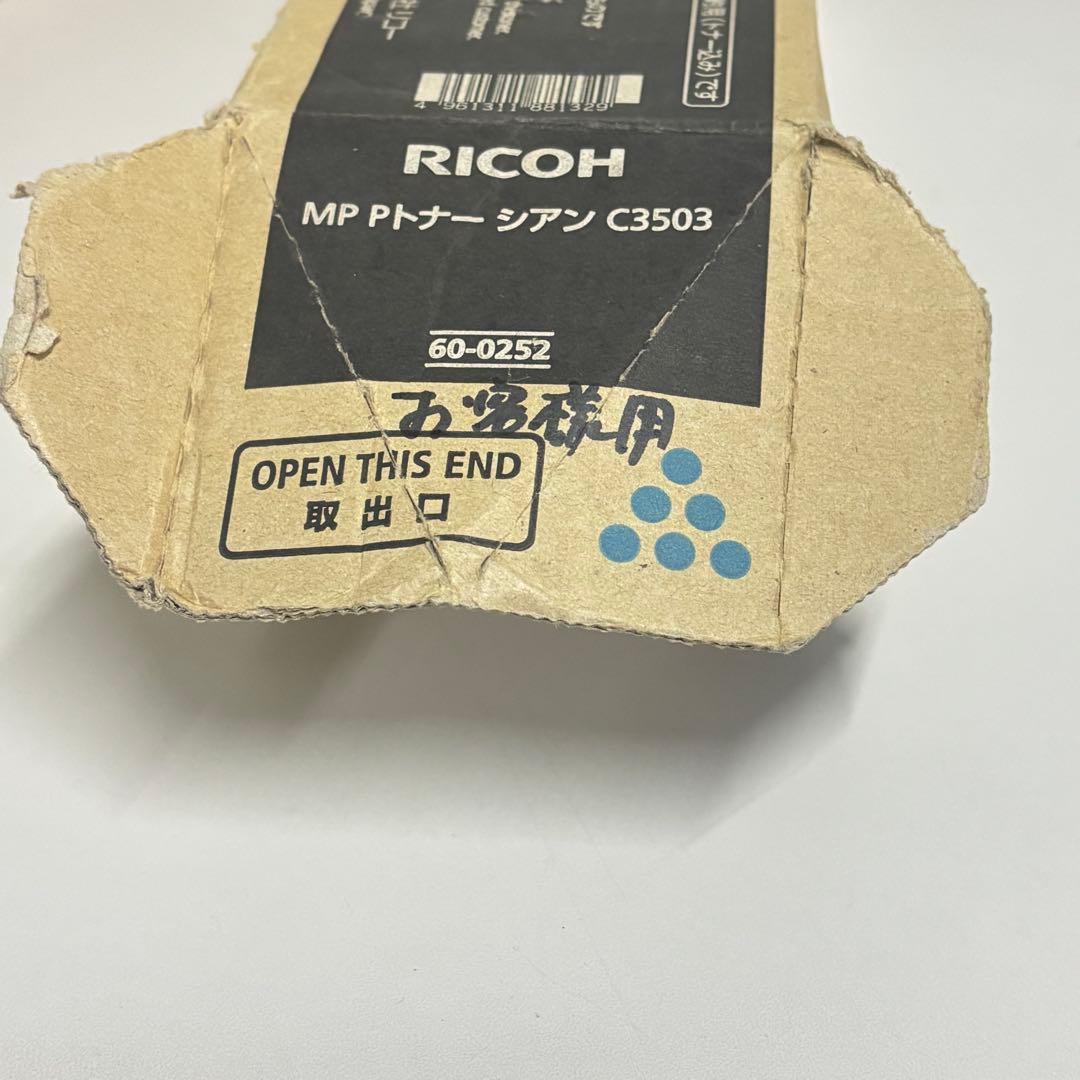 4 961311 881329
RICOH
MP Pトナー シアン C3503
60-0252
お客様用
OPEN THIS END
取出口